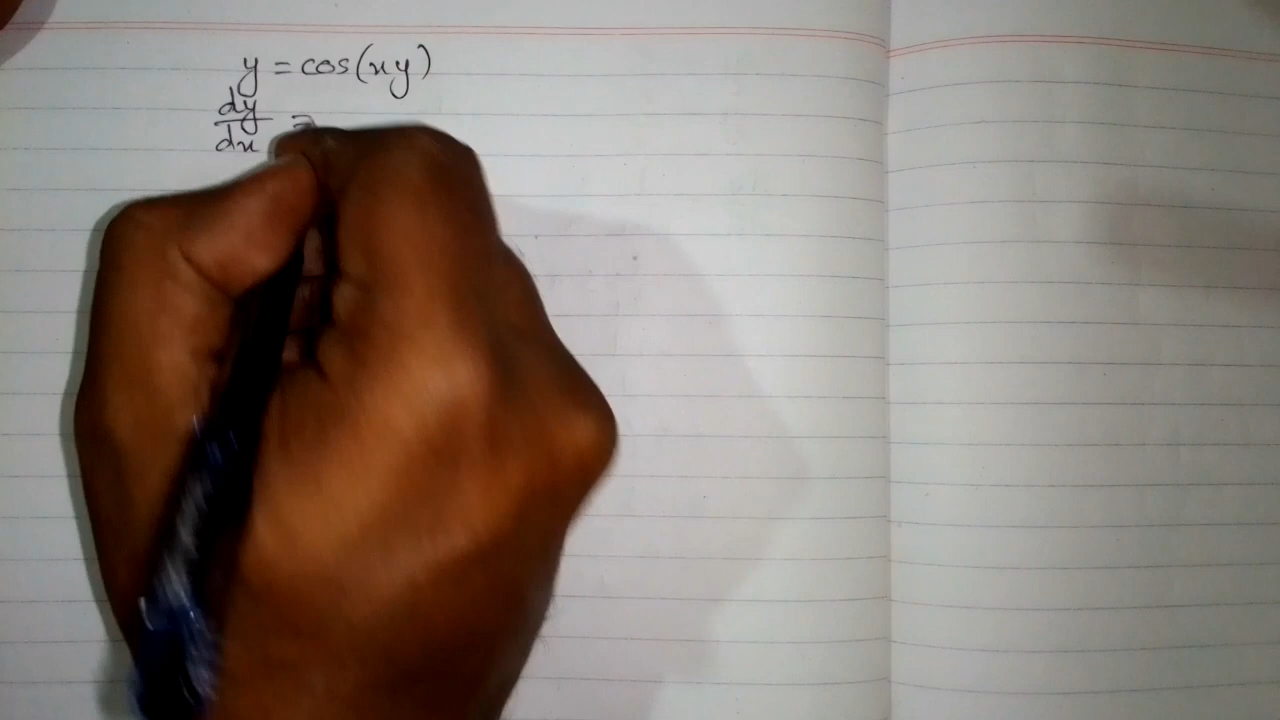 y = cos(xy)
dy/dx =